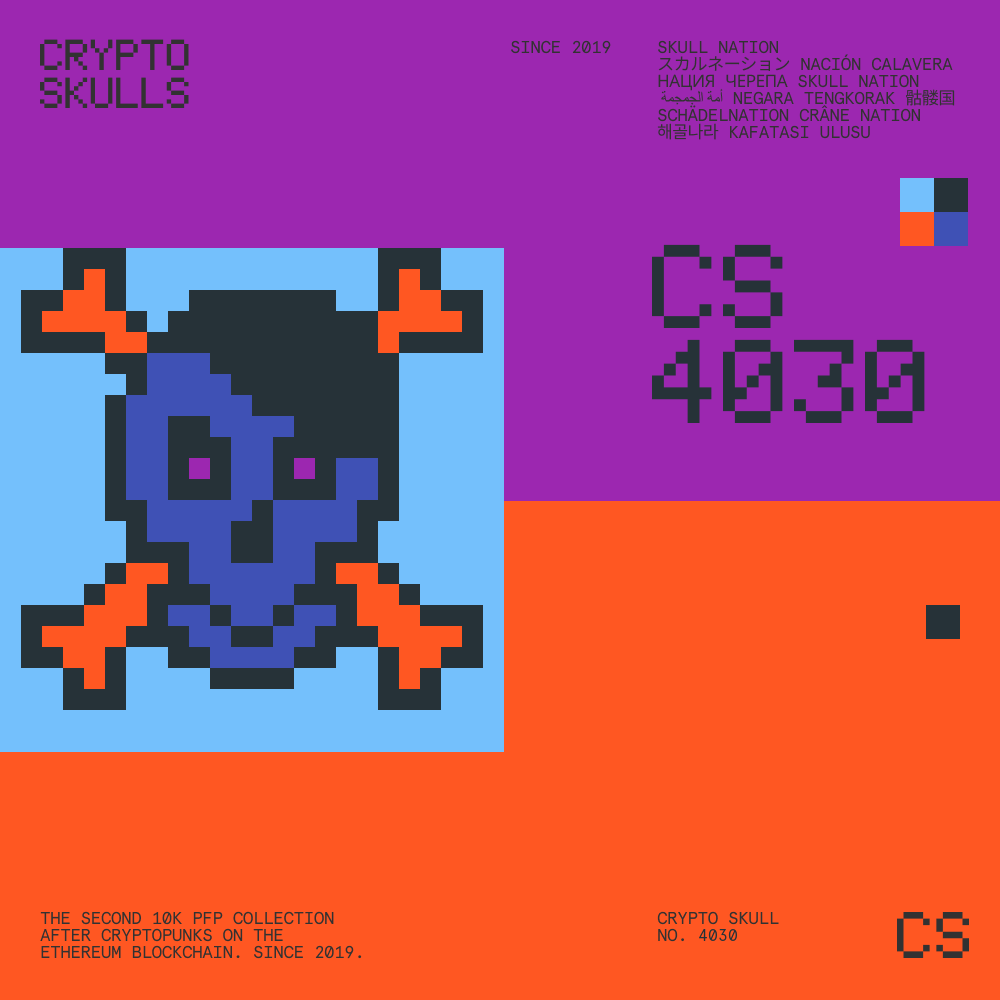 CRYPTO
SKULLS
SINCE 2019
SKULL NATION
スカルネーション NACIÓN CALAVERA
НАЦИЯ ЧЕРЕПА SKULL NATION
أمة الجمجمة NEGARA TENGKORAK 骷髅国
SCHÄDELNATION CRÂNE NATION
해골나라 KAFATASI ULUSU
CS
4030
THE SECOND 10K PFP COLLECTION
AFTER CRYPTOPUNKS ON THE
ETHEREUM BLOCKCHAIN. SINCE 2019.
CRYPTO SKULL
NO. 4030
CS